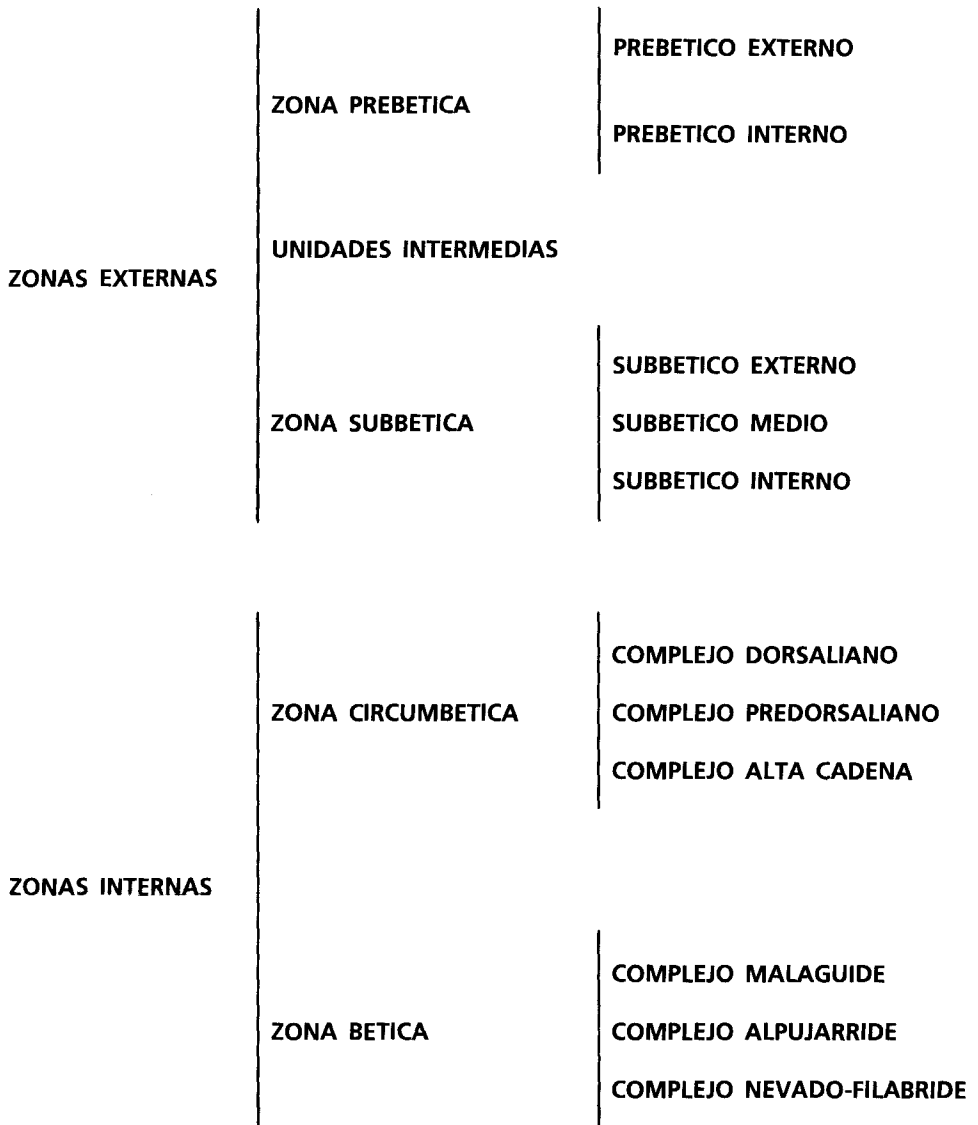 ZONAS EXTERNAS
ZONA PREBETICA
PREBETICO EXTERNO
PREBETICO INTERNO
UNIDADES INTERMEDIAS
ZONA SUBBETICA
SUBBETICO EXTERNO
SUBBETICO MEDIO
SUBBETICO INTERNO
ZONAS INTERNAS
ZONA CIRCUMBETICA
COMPLEJO DORSALIANO
COMPLEJO PREDORSALIANO
COMPLEJO ALTA CADENA
ZONA BETICA
COMPLEJO MALAGUIDE
COMPLEJO ALPUJARRIDE
COMPLEJO NEVADO-FILABRIDE